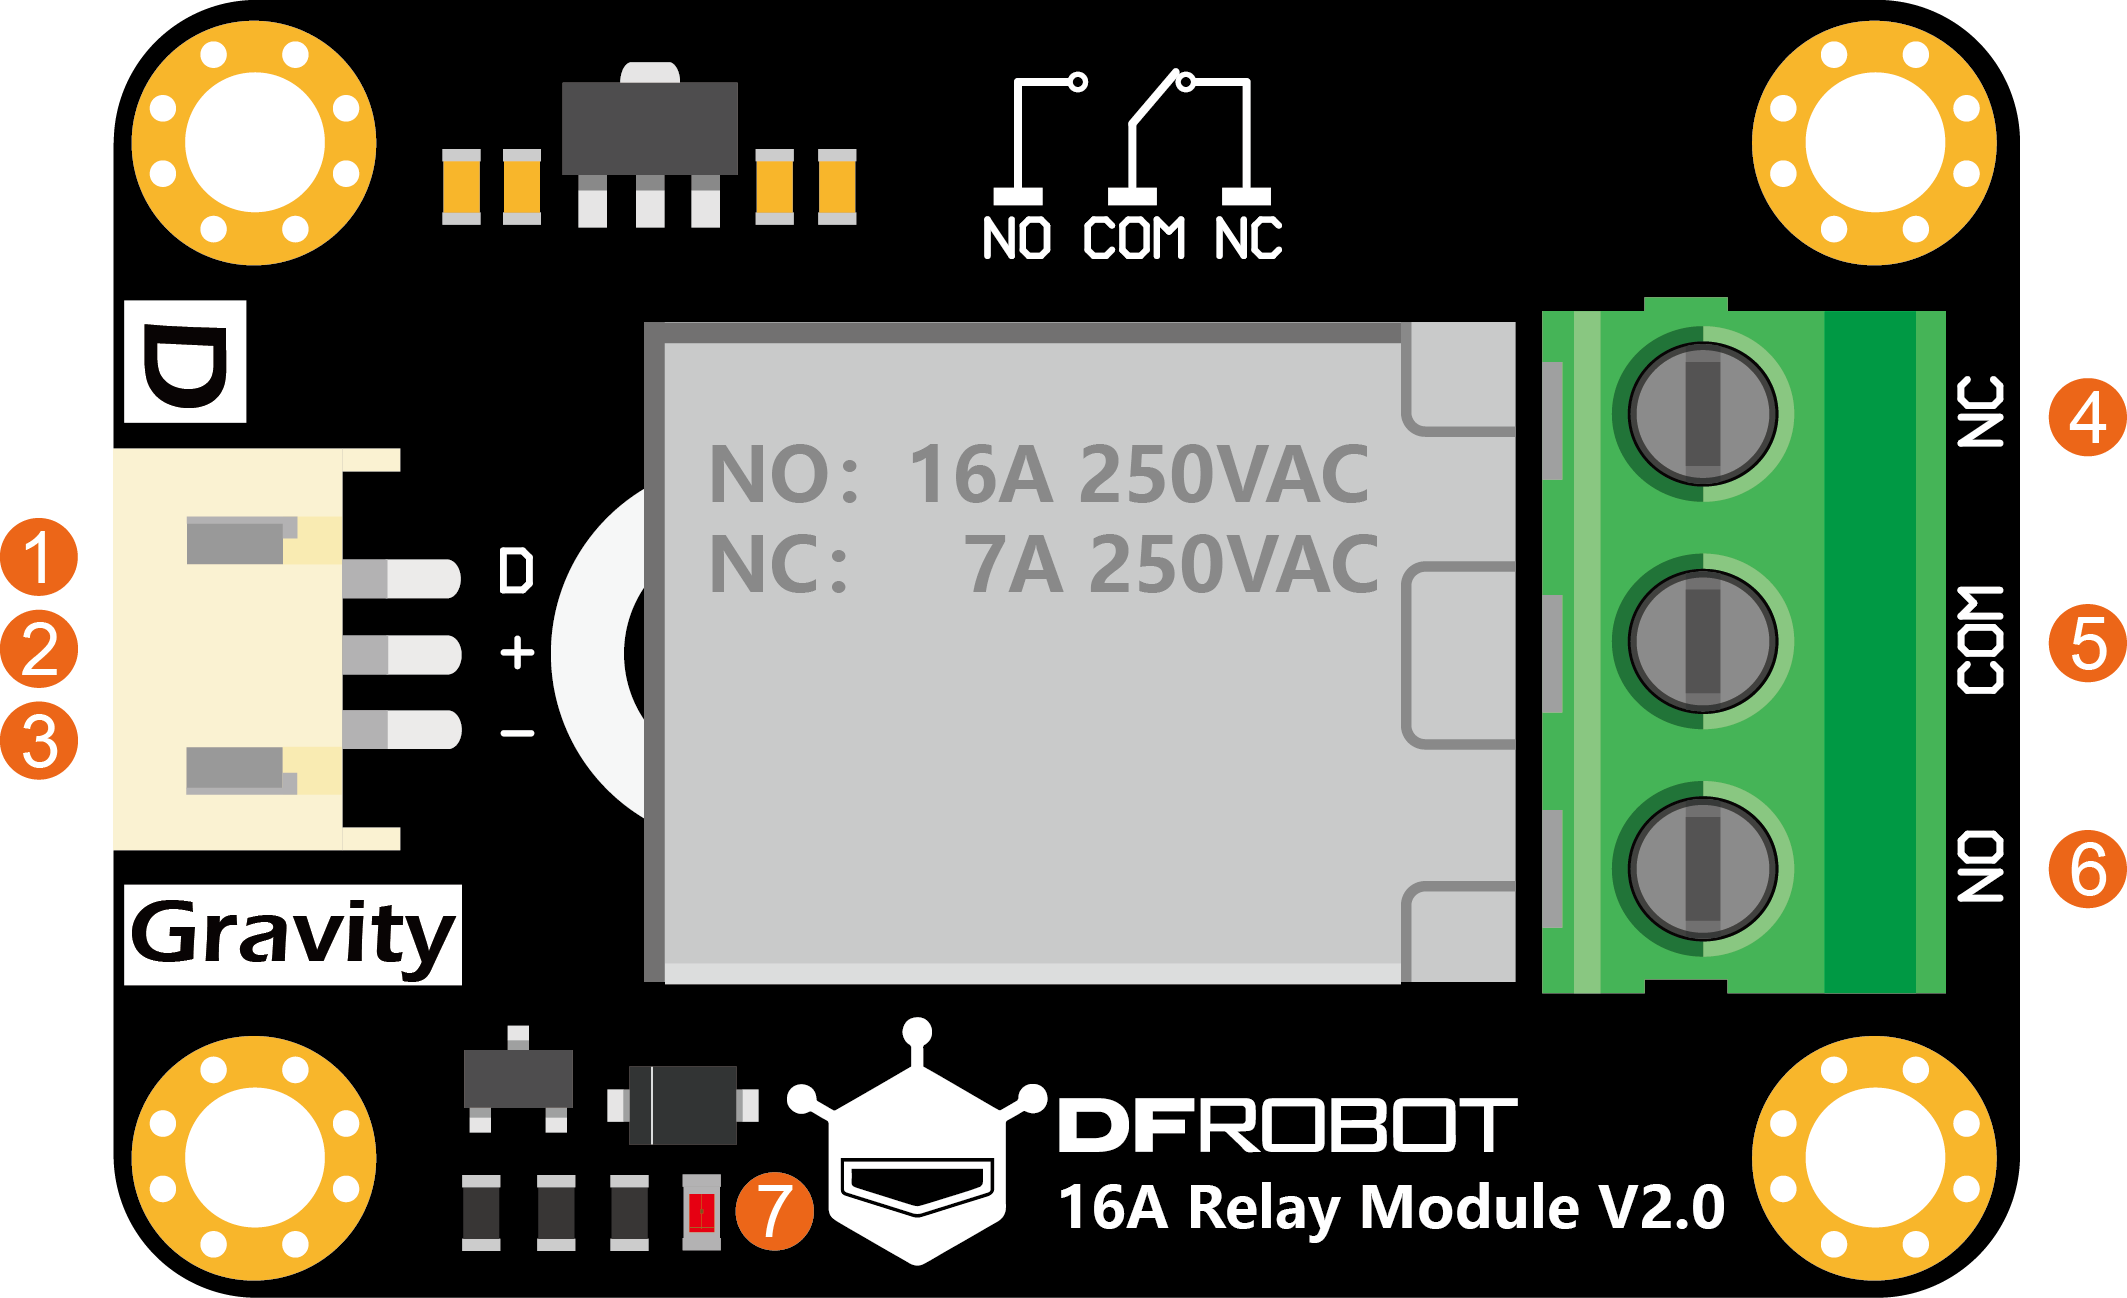 NO COM NC
D
NO: 16A 250VAC
NC: 7A 250VAC
NC
4
1
D
2
+
COM
5
3
−
NO
6
Gravity
DFROBOT
7
16A Relay Module V2.0